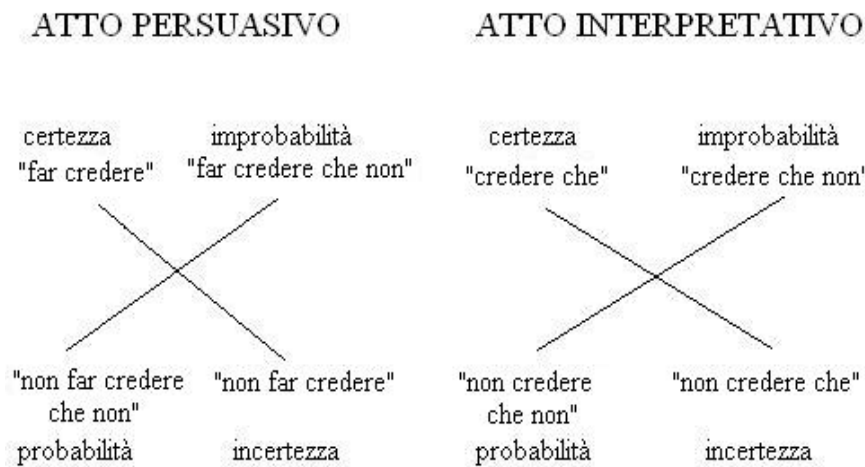 ATTO PERSUASIVO
certezza
"far credere"
improbabilità
"far credere che non"
"non far credere
che non"
probabilità
"non far credere"
incertezza
ATTO INTERPRETATIVO
certezza
"credere che"
improbabilità
"credere che non"
"non credere
che non"
probabilità
"non credere che"
incertezza